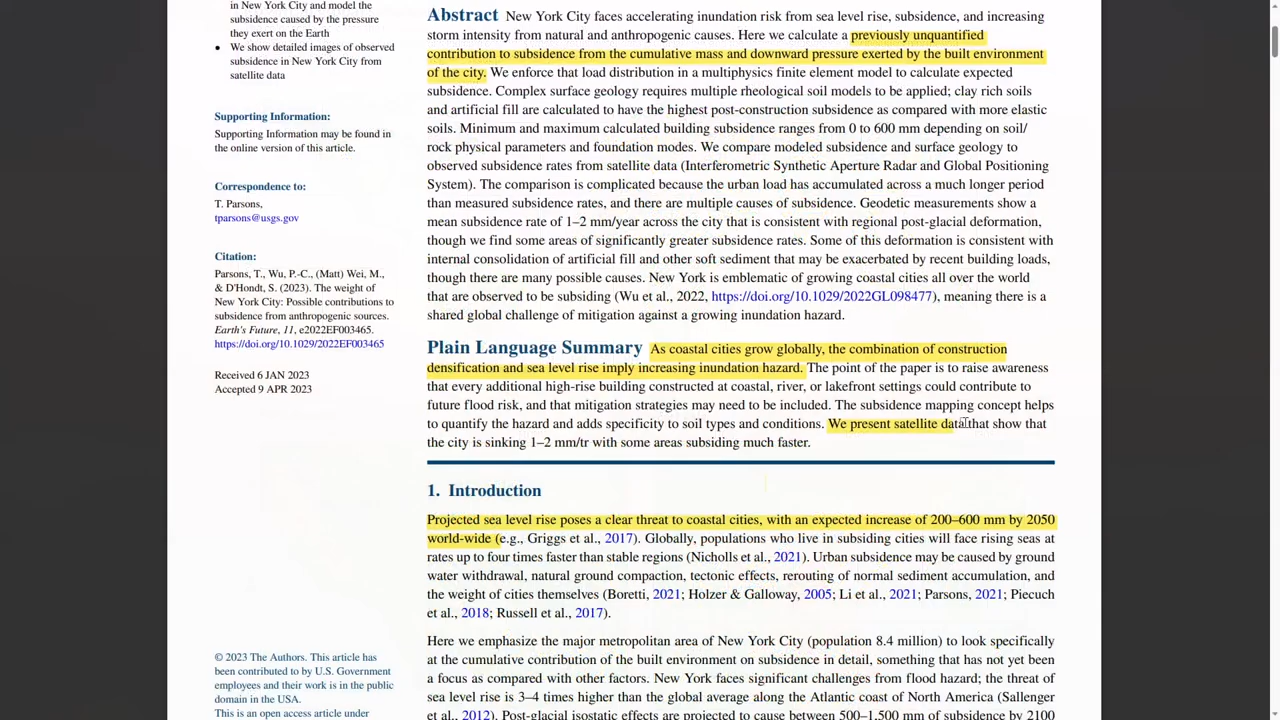 in New York City and model the
subsidence caused by the pressure
they exert on the Earth
● We show detailed images of observed
subsidence in New York City from
satellite data
Supporting Information:
Supporting Information may be found in
the online version of this article.
Correspondence to:
T. Parsons,
tparsons@usgs.gov
Citation:
Parsons, T., Wu, P.-C., (Matt) Wei, M.,
& D'Hondt, S. (2023). The weight of
New York City: Possible contributions to
subsidence from anthropogenic sources.
Earth's Future, 11, e2022EF003465.
https://doi.org/10.1029/2022EF003465
Received 6 JAN 2023
Accepted 9 APR 2023
© 2023 The Authors. This article has
been contributed to by U.S. Government
employees and their work is in the public
domain in the USA.
This is an open access article under
Abstract New York City faces accelerating inundation risk from sea level rise, subsidence, and increasing
storm intensity from natural and anthropogenic causes. Here we calculate a previously unquantified
contribution to subsidence from the cumulative mass and downward pressure exerted by the built environment
of the city. We enforce that load distribution in a multiphysics finite element model to calculate expected
subsidence. Complex surface geology requires multiple rheological soil models to be applied; clay rich soils
and artificial fill are calculated to have the highest post-construction subsidence as compared with more elastic
soils. Minimum and maximum calculated building subsidence ranges from 0 to 600 mm depending on soil/
rock physical parameters and foundation modes. We compare modeled subsidence and surface geology to
observed subsidence rates from satellite data (Interferometric Synthetic Aperture Radar and Global Positioning
System). The comparison is complicated because the urban load has accumulated across a much longer period
than measured subsidence rates, and there are multiple causes of subsidence. Geodetic measurements show a
mean subsidence rate of 1–2 mm/year across the city that is consistent with regional post-glacial deformation,
though we find some areas of significantly greater subsidence rates. Some of this deformation is consistent with
internal consolidation of artificial fill and other soft sediment that may be exacerbated by recent building loads,
though there are many possible causes. New York is emblematic of growing coastal cities all over the world
that are observed to be subsiding (Wu et al., 2022, https://doi.org/10.1029/2022GL098477), meaning there is a
shared global challenge of mitigation against a growing inundation hazard.
Plain Language Summary As coastal cities grow globally, the combination of construction
densification and sea level rise imply increasing inundation hazard. The point of the paper is to raise awareness
that every additional high-rise building constructed at coastal, river, or lakefront settings could contribute to
future flood risk, and that mitigation strategies may need to be included. The subsidence mapping concept helps
to quantify the hazard and adds specificity to soil types and conditions. We present satellite data that show that
the city is sinking 1–2 mm/tr with some areas subsiding much faster.
1. Introduction
Projected sea level rise poses a clear threat to coastal cities, with an expected increase of 200–600 mm by 2050
world-wide (e.g., Griggs et al., 2017). Globally, populations who live in subsiding cities will face rising seas at
rates up to four times faster than stable regions (Nicholls et al., 2021). Urban subsidence may be caused by ground
water withdrawal, natural ground compaction, tectonic effects, rerouting of normal sediment accumulation, and
the weight of cities themselves (Boretti, 2021; Holzer & Galloway, 2005; Li et al., 2021; Parsons, 2021; Piecuch
et al., 2018; Russell et al., 2017).
Here we emphasize the major metropolitan area of New York City (population 8.4 million) to look specifically
at the cumulative contribution of the built environment on subsidence in detail, something that has not yet been
a focus as compared with other factors. New York faces significant challenges from flood hazard; the threat of
sea level rise is 3–4 times higher than the global average along the Atlantic coast of North America (Sallenger
et al., 2012). Post-glacial isostatic effects are projected to cause between 500–1,500 mm of subsidence by 2100